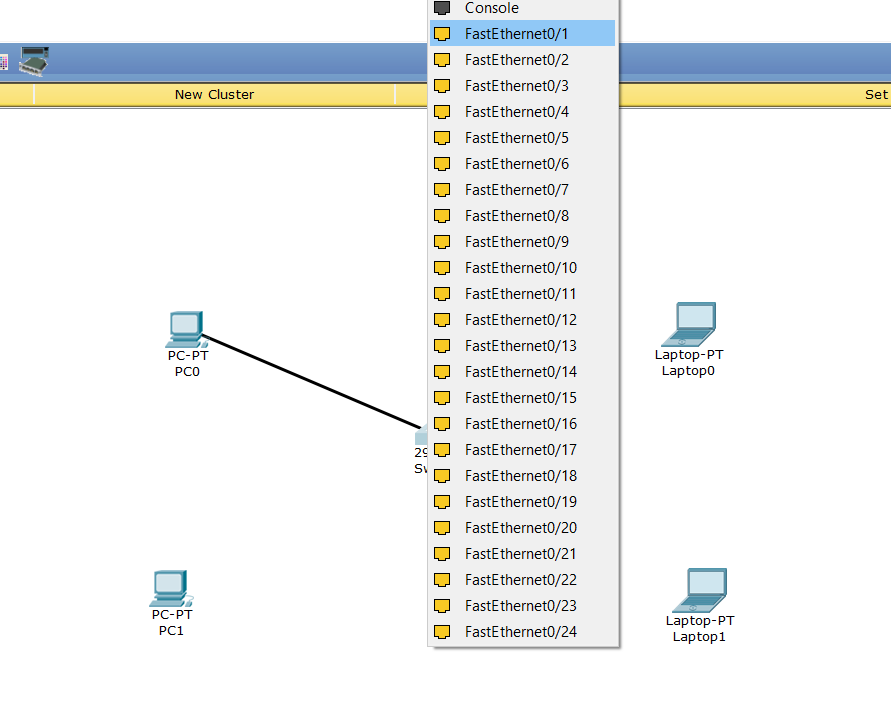 Console
FastEthernet0/1
FastEthernet0/2
FastEthernet0/3
FastEthernet0/4
FastEthernet0/5
FastEthernet0/6
FastEthernet0/7
FastEthernet0/8
FastEthernet0/9
FastEthernet0/10
FastEthernet0/11
FastEthernet0/12
FastEthernet0/13
FastEthernet0/14
FastEthernet0/15
FastEthernet0/16
FastEthernet0/17
FastEthernet0/18
FastEthernet0/19
FastEthernet0/20
FastEthernet0/21
FastEthernet0/22
FastEthernet0/23
FastEthernet0/24
New Cluster
Set
PC-PT
PC0
Laptop-PT
Laptop0
29
Sw
PC-PT
PC1
Laptop-PT
Laptop1